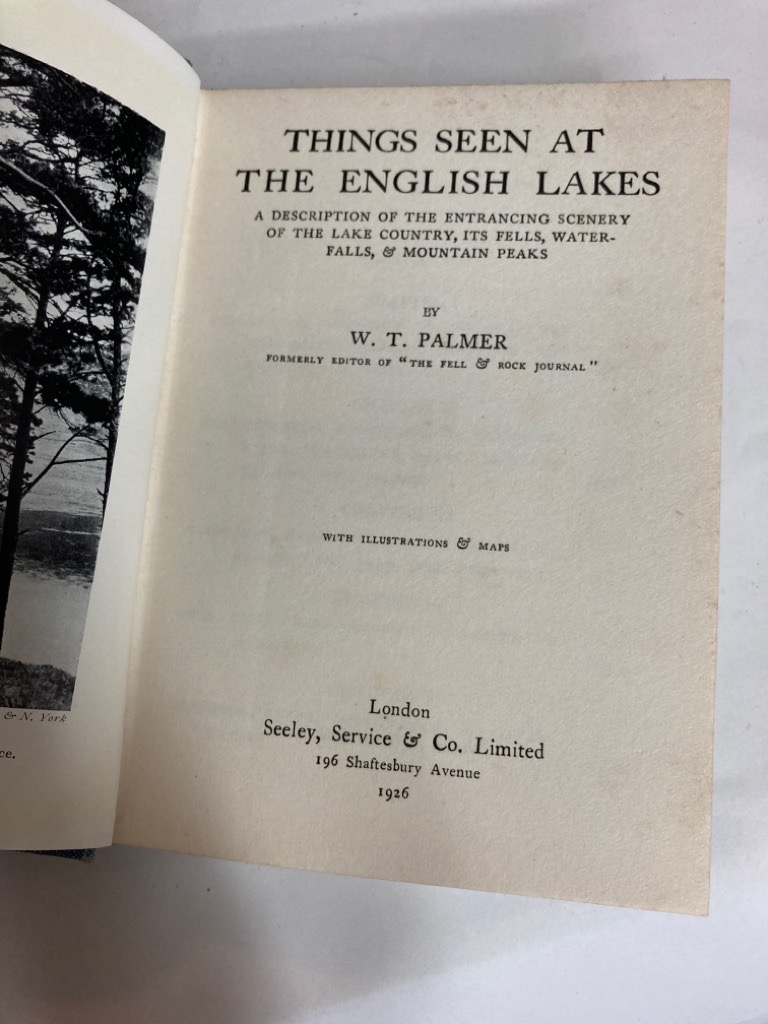 THINGS SEEN AT
THE ENGLISH LAKES
A DESCRIPTION OF THE ENTRANCING SCENERY
OF THE LAKE COUNTRY, ITS FELLS, WATER-
FALLS, & MOUNTAIN PEAKS
BY
W. T. PALMER
FORMERLY EDITOR OF "THE FELL & ROCK JOURNAL"
WITH ILLUSTRATIONS & MAPS
London
Seeley, Service & Co. Limited
196 Shaftesbury Avenue
1926
& N. York
ce.